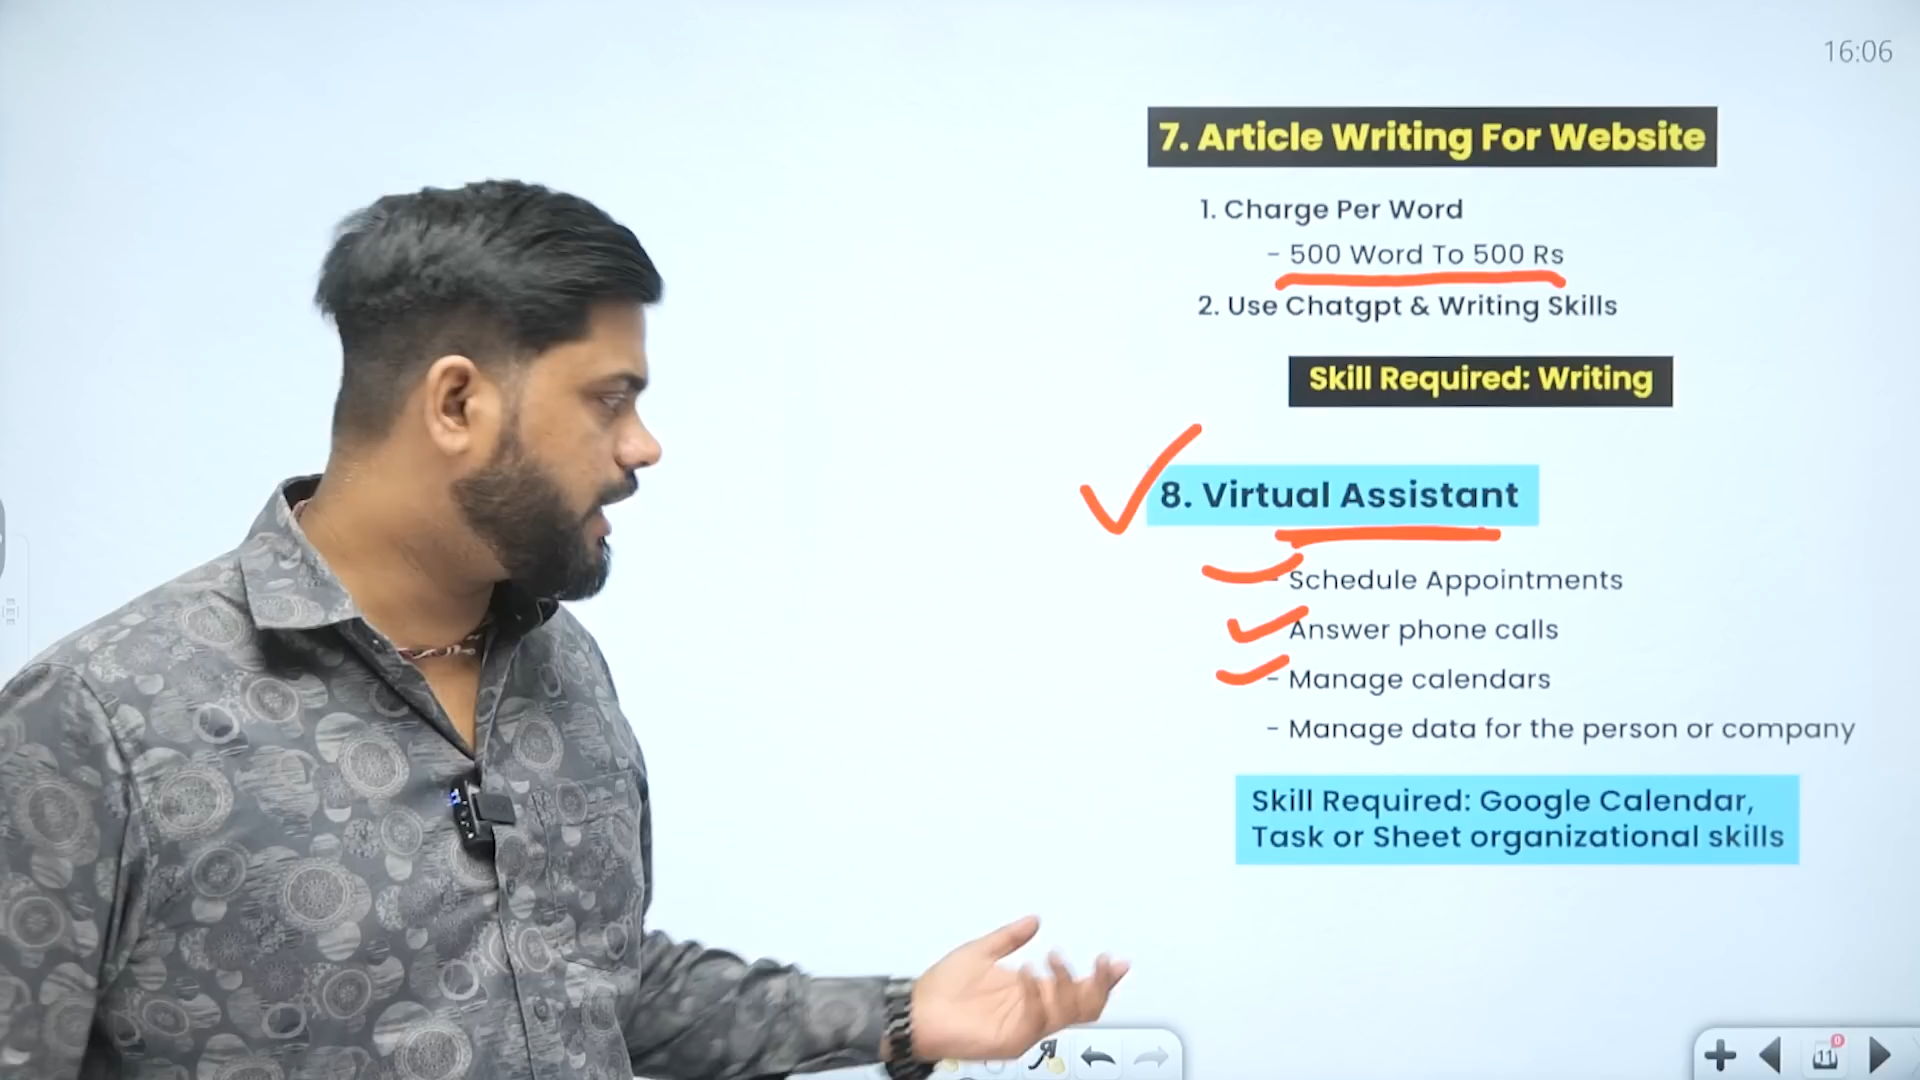 16:06
7. Article Writing For Website
1. Charge Per Word
- 500 Word To 500 Rs
2. Use Chatgpt & Writing Skills
Skill Required: Writing
8. Virtual Assistant
- Schedule Appointments
Answer phone calls
- Manage calendars
- Manage data for the person or company
Skill Required: Google Calendar,
Task or Sheet organizational skills
11
0